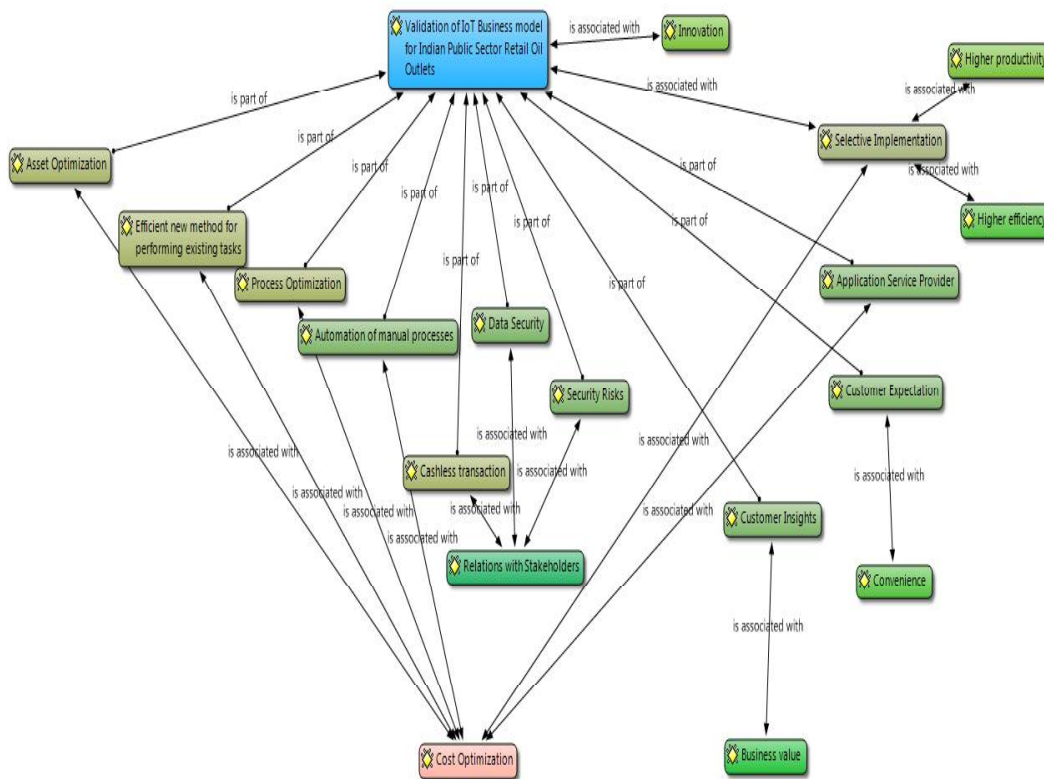 Validation of IoT Business model
for Indian Public Sector Retail Oil
Outlets
is associated with
Innovation
is associated with
Higher productivity
is associated with
Selective Implementation
is associated with
Higher efficiency
is part of
Asset Optimization
is part of
Efficient new method for
performing existing tasks
is part of
Process Optimization
is part of
Automation of manual processes
is part of
Data Security
is part of
Security Risks
is part of
Cashless transaction
is part of
Application Service Provider
is part of
Customer Expectation
is part of
Customer Insights
is associated with
is associated with
is associated with
Relations with Stakeholders
is associated with
Convenience
is associated with
Business value
is associated with
is associated with
is associated with
is associated with
is associated with
is associated with
Cost Optimization